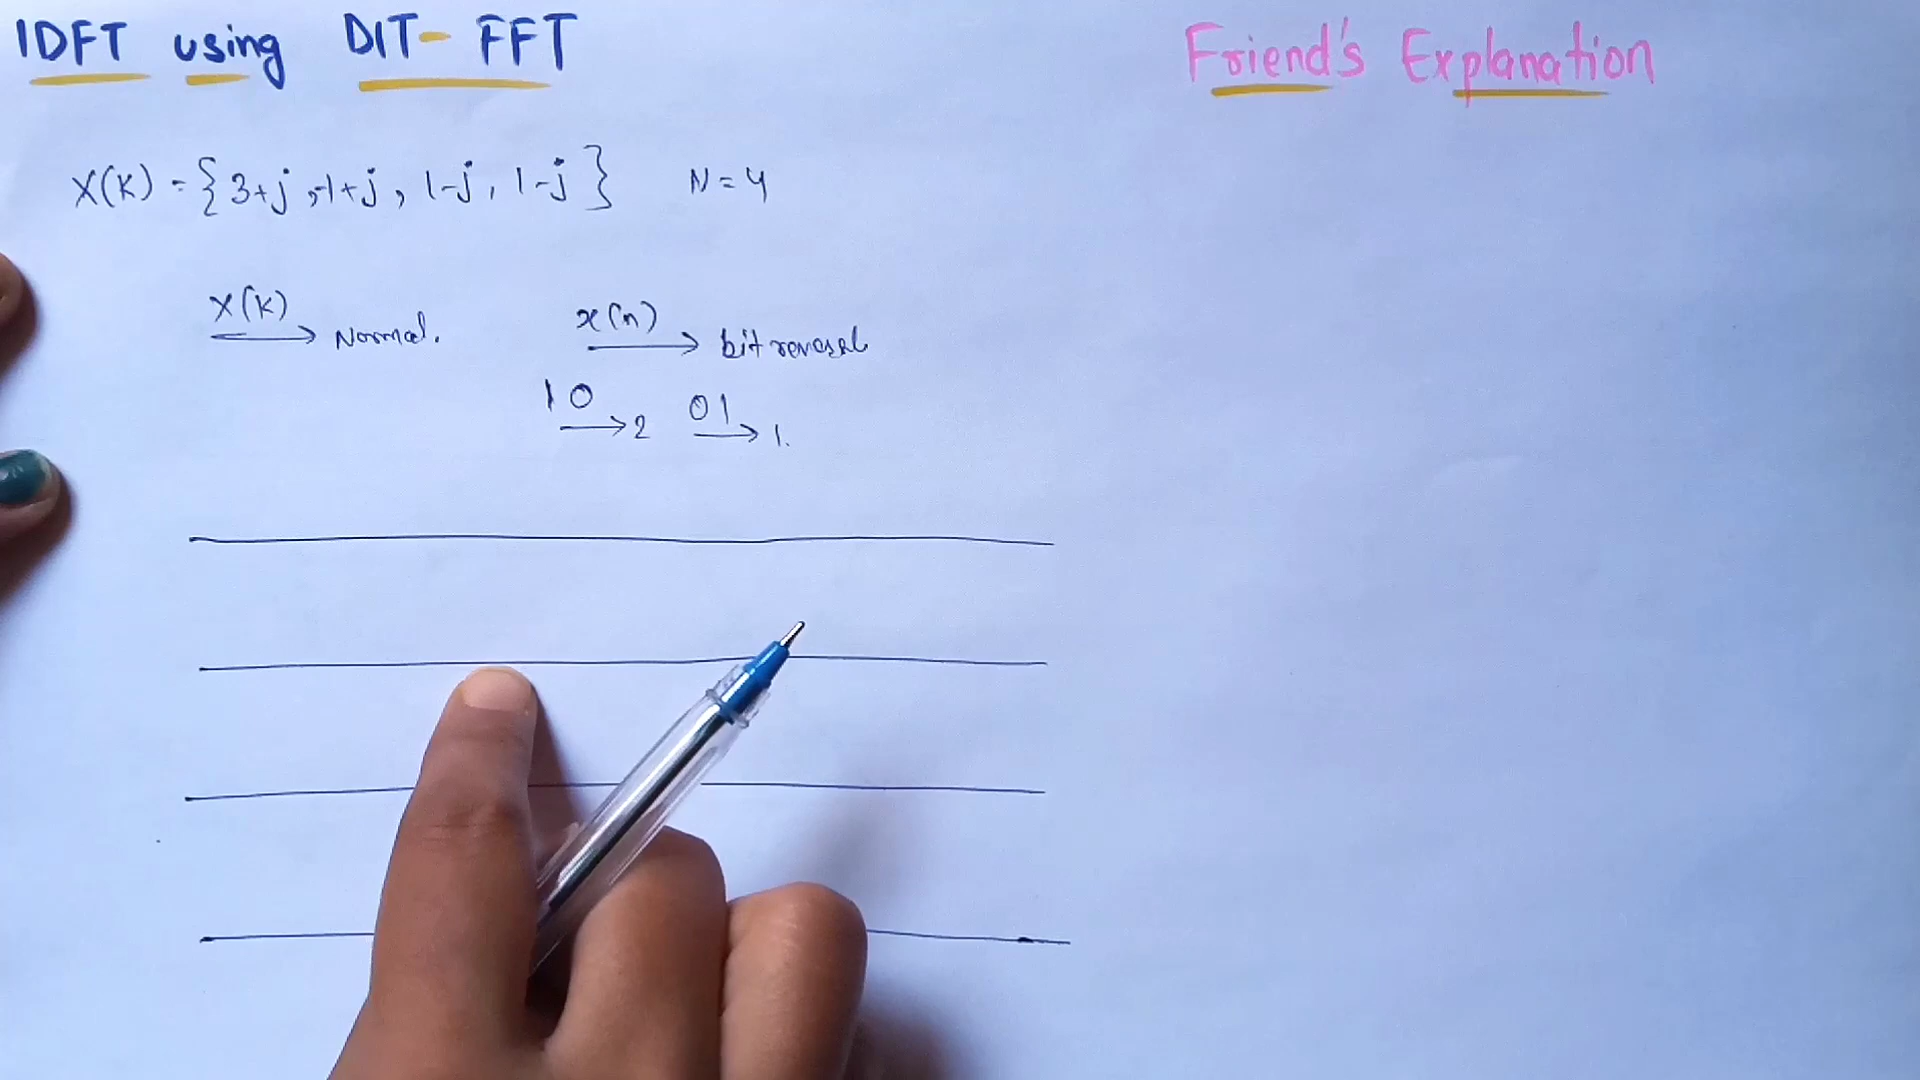 IDFT using DIT-FFT
Friend's Explanation
X(K) = {3+j, -1+j, 1-j, 1-j} N=4
X(K) → Normal.
x(n) → bit reversal
10 → 2 01 → 1.